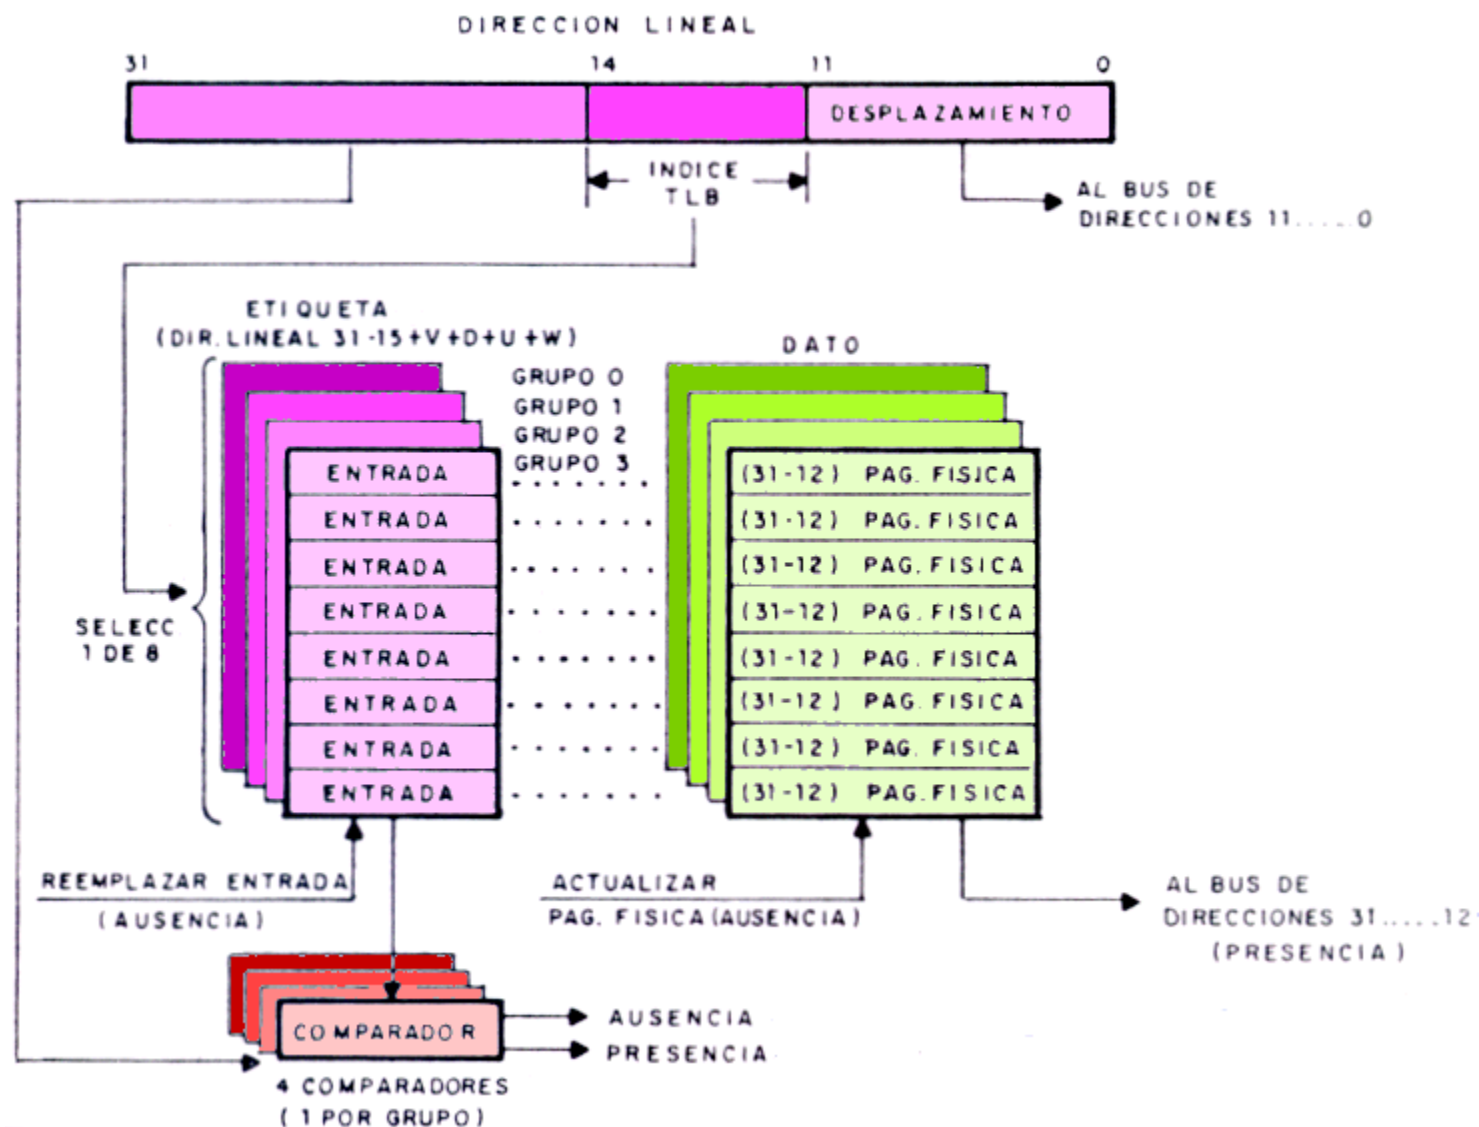 DIRECCION LINEAL
31 14 11 0
DESPLAZAMIENTO
INDICE
TLB
AL BUS DE
DIRECCIONES 11.....0
ETIQUETA
(DIR. LINEAL 31-15+V+D+U+W)
DATO
GRUPO 0
GRUPO 1
GRUPO 2
GRUPO 3
ENTRADA ....... (31-12) PAG. FISICA
ENTRADA ....... (31-12) PAG. FISICA
ENTRADA ....... (31-12) PAG. FISICA
ENTRADA ....... (31-12) PAG. FISICA
ENTRADA ....... (31-12) PAG. FISICA
ENTRADA ....... (31-12) PAG. FISICA
ENTRADA ....... (31-12) PAG. FISICA
ENTRADA ....... (31-12) PAG. FISICA
SELECC
1 DE 8
REEMPLAZAR ENTRADA
(AUSENCIA)
ACTUALIZAR
PAG. FISICA (AUSENCIA)
AL BUS DE
DIRECCIONES 31.....12
(PRESENCIA)
COMPARADOR
AUSENCIA
PRESENCIA
4 COMPARADORES
(1 POR GRUPO)